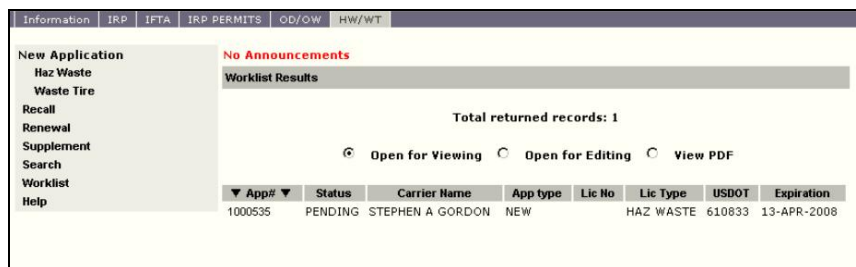 Information IRP IFTA IRP PERMITS OD/OW HW/WT
New Application
Haz Waste
Waste Tire
Recall
Renewal
Supplement
Search
Worklist
Help
No Announcements
Worklist Results
Total returned records: 1
Open for Viewing Open for Editing View PDF
▼ App# ▼ Status Carrier Name App type Lic No Lic Type USDOT Expiration
1000535 PENDING STEPHEN A GORDON NEW HAZ WASTE 610833 13-APR-2008